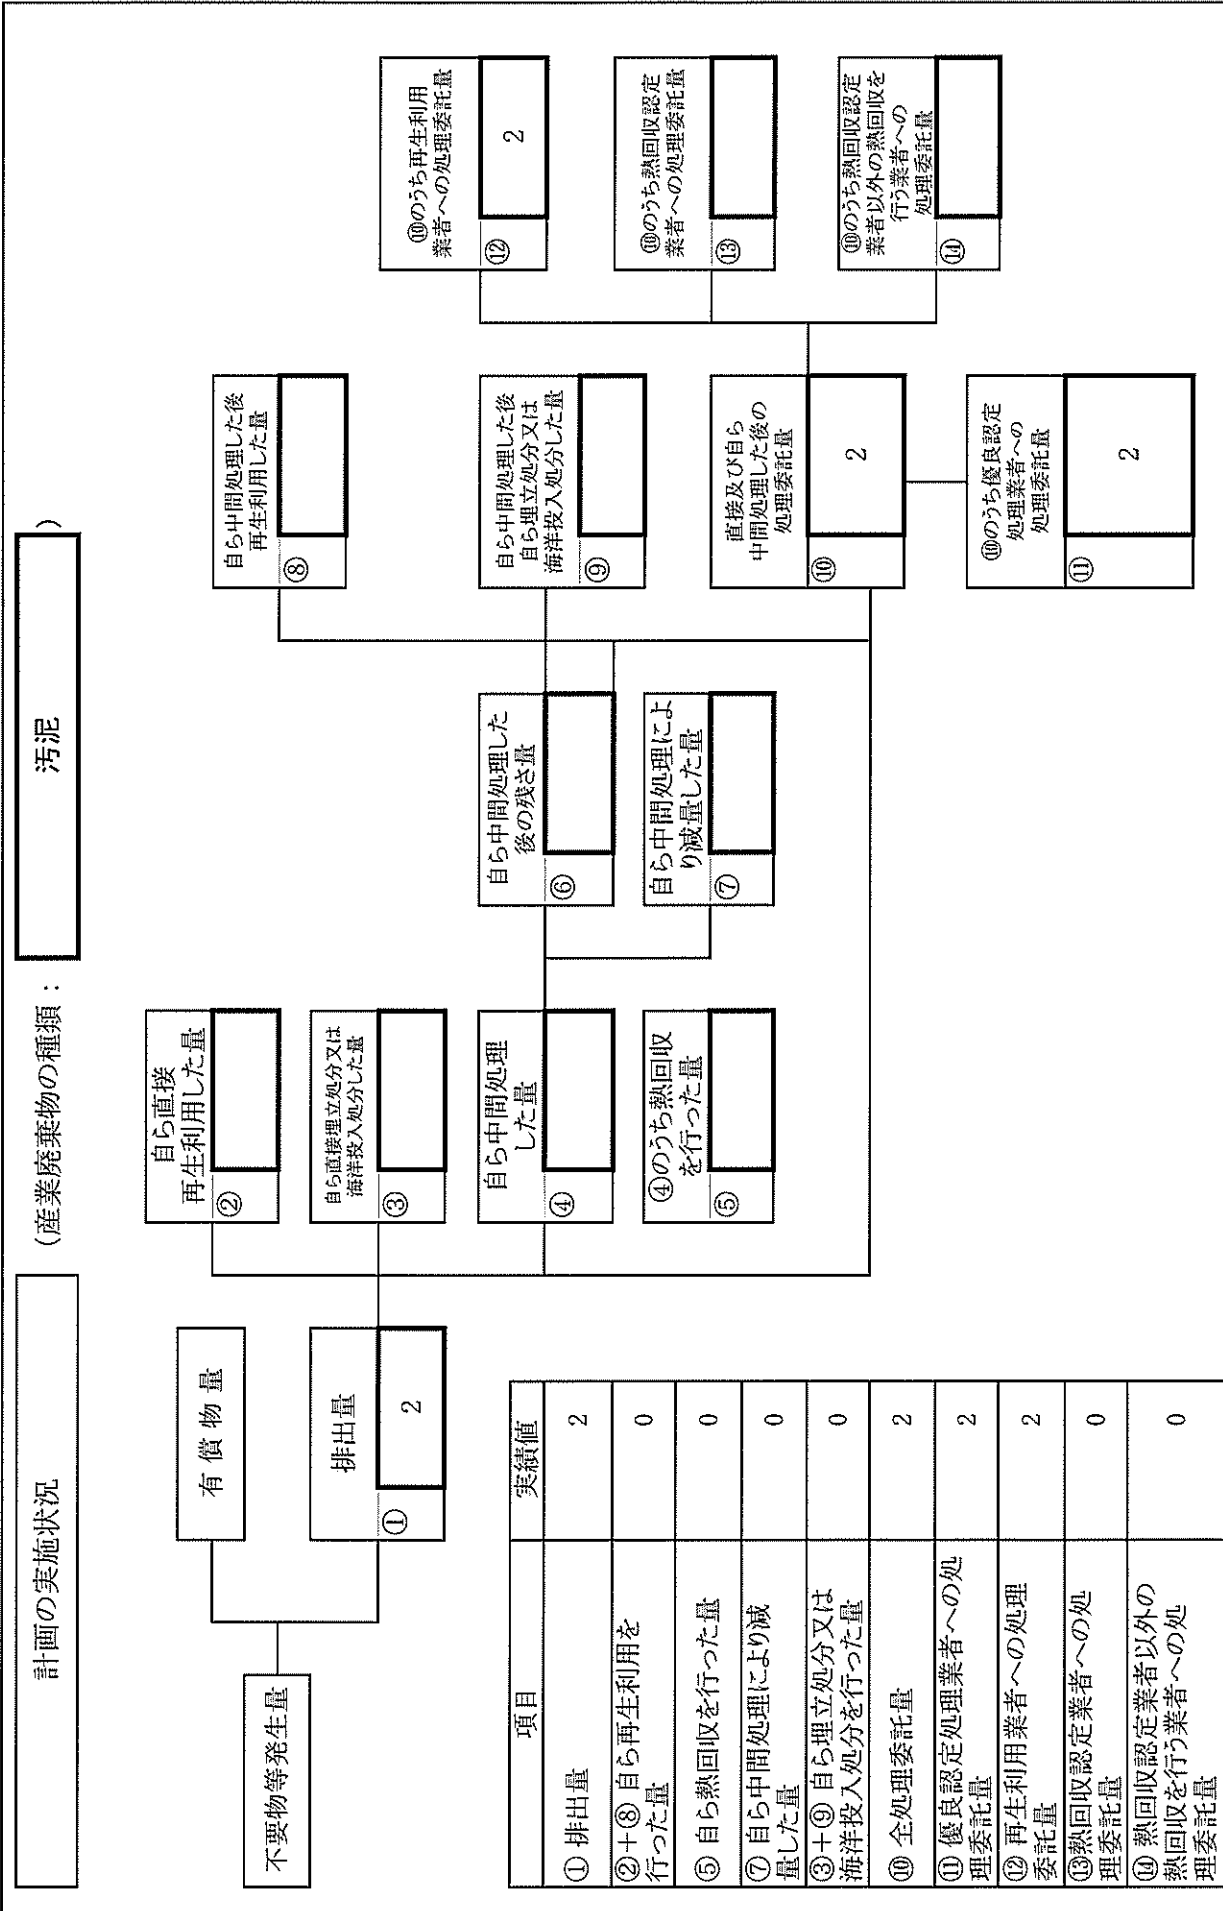 計画の実施状況
(産業廃棄物の種類：
汚泥
)
不要物等発生量
有償物量
排出量
①
2
自ら直接
再生利用した量
②
自ら直接埋立処分又は
海洋投入処分した量
③
自ら中間処理
した量
④
④のうち熱回収
を行った量
⑤
自ら中間処理した
後の残さ量
⑥
自ら中間処理によ
り減量した量
⑦
自ら中間処理した後
再生利用した量
⑧
自ら中間処理した後
自ら埋立処分又は
海洋投入処分した量
⑨
直接及び自ら
中間処理した後の
処理委託量
⑩
2
⑩のうち優良認定
処理業者への
処理委託量
⑪
2
⑩のうち再生利用
業者への処理委託量
⑫
2
⑩のうち熱回収認定
業者への処理委託量
⑬
⑩のうち熱回収認定
業者以外の熱回収を
行う業者への
処理委託量
⑭
項目
実績値
① 排出量
2
②＋⑧ 自ら再生利用を
行った量
0
⑤ 自ら熱回収を行った量
0
⑦ 自ら中間処理により減
量した量
0
③＋⑨ 自ら埋立処分又は
海洋投入処分を行った量
0
⑩ 全処理委託量
2
⑪ 優良認定処理業者への処
理委託量
2
⑫ 再生利用業者への処理
委託量
2
⑬熱回収認定業者への処
理委託量
0
⑭ 熱回収認定業者以外の
熱回収を行う業者への処
理委託量
0